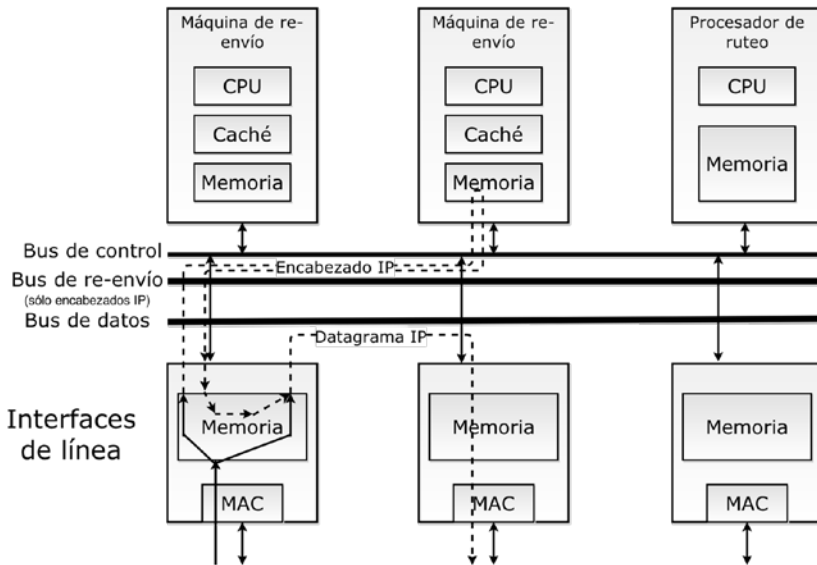 Máquina de re-
envío
CPU
Caché
Memoria
Máquina de re-
envío
CPU
Caché
Memoria
Procesador de
ruteo
CPU
Memoria
Bus de control
Encabezado IP
Bus de re-envío
(sólo encabezados IP)
Bus de datos
Datagrama IP
Interfaces
de línea
Memoria
MAC
Memoria
MAC
Memoria
MAC